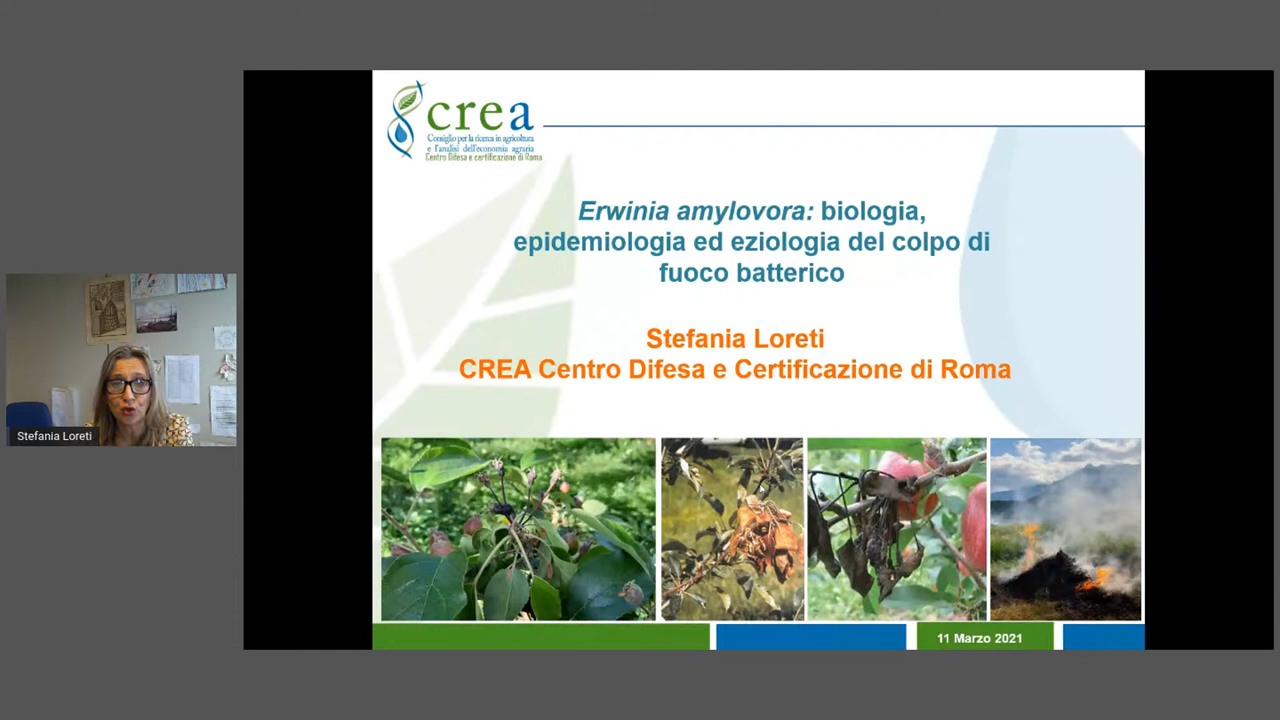 crea
Consiglio per la ricerca in agricoltura
e l'analisi dell'economia agraria
Centro Difesa e certificazione di Roma
Erwinia amylovora: biologia,
epidemiologia ed eziologia del colpo di
fuoco batterico
Stefania Loreti
CREA Centro Difesa e Certificazione di Roma
Stefania Loreti
11 Marzo 2021